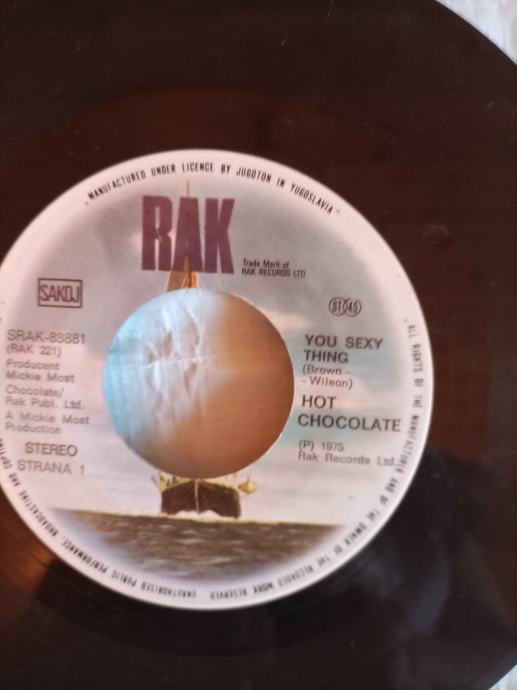 MANUFACTURED UNDER LICENCE BY JUGOTON IN YUGOSLAVIA
RAK
Trade Mark of
RAK RECORDS LTD
SAKOJ
ST 45
SRAK-88881
(RAK 221)
Producent
Mickie Most
Chocolate/
Rak Publ. Ltd.
A Mickie Most
Production
STEREO
STRANA 1
YOU SEXY
THING
(Brown -
- Wilson)
HOT
CHOCOLATE
(P) 1975
Rak Records Ltd
ALL RIGHTS OF THE MANUFACTURER AND OF THE OWNER OF THE RECORDED WORK RESERVED UNAUTHORISED PUBLIC PERFORMANCE, BROADCASTING AND COPYING